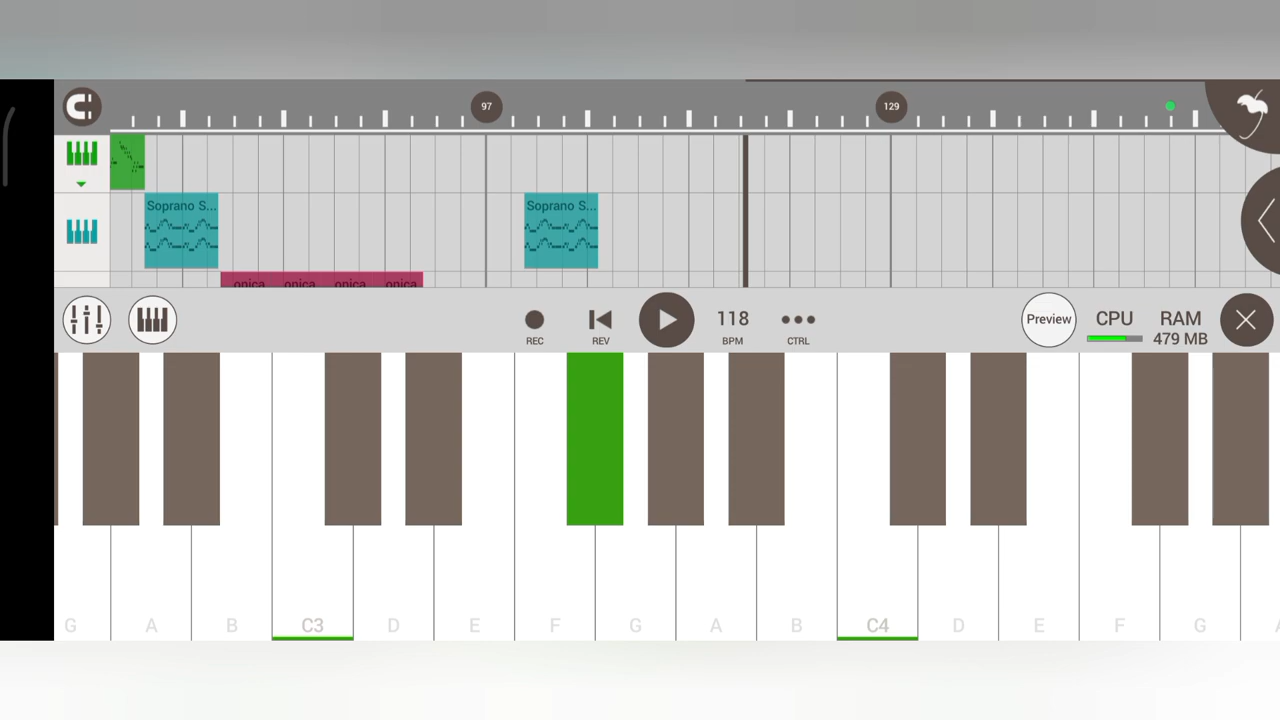 97 129
Soprano S... Soprano S...
onica onica onica onica
118 Preview CPU RAM
REC REV BPM CTRL 479 MB
G A B C3 D E F G A B C4 D E F G